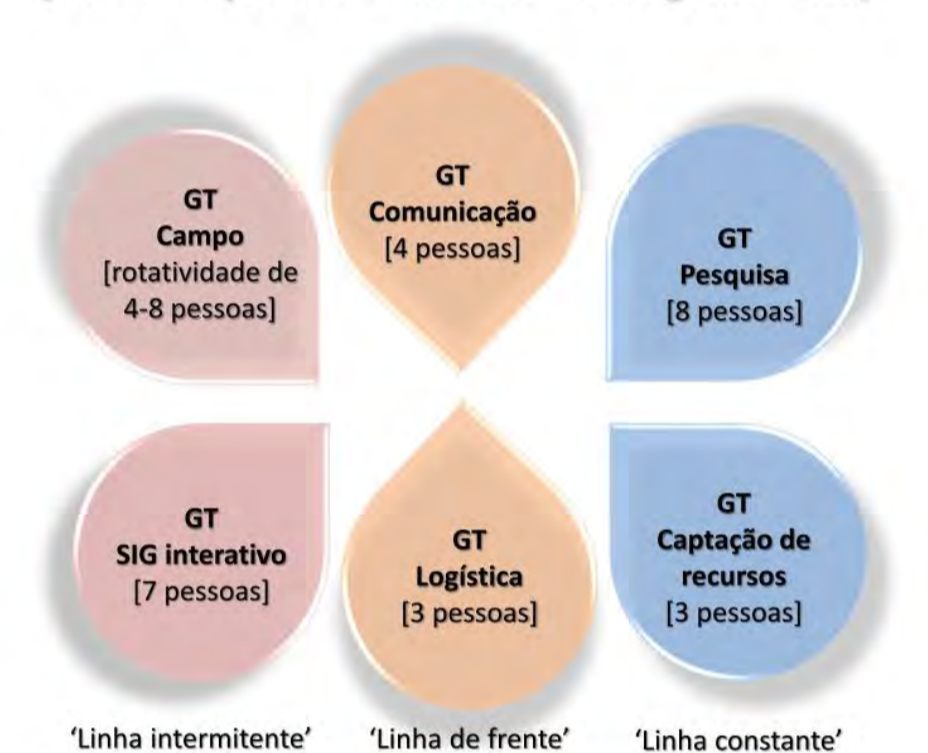 GT
Campo
[rotatividade de
4-8 pessoas]
GT
Comunicação
[4 pessoas]
GT
Pesquisa
[8 pessoas]
GT
SIG interativo
[7 pessoas]
GT
Logística
[3 pessoas]
GT
Captação de
recursos
[3 pessoas]
‘Linha intermitente’
‘Linha de frente’
‘Linha constante’